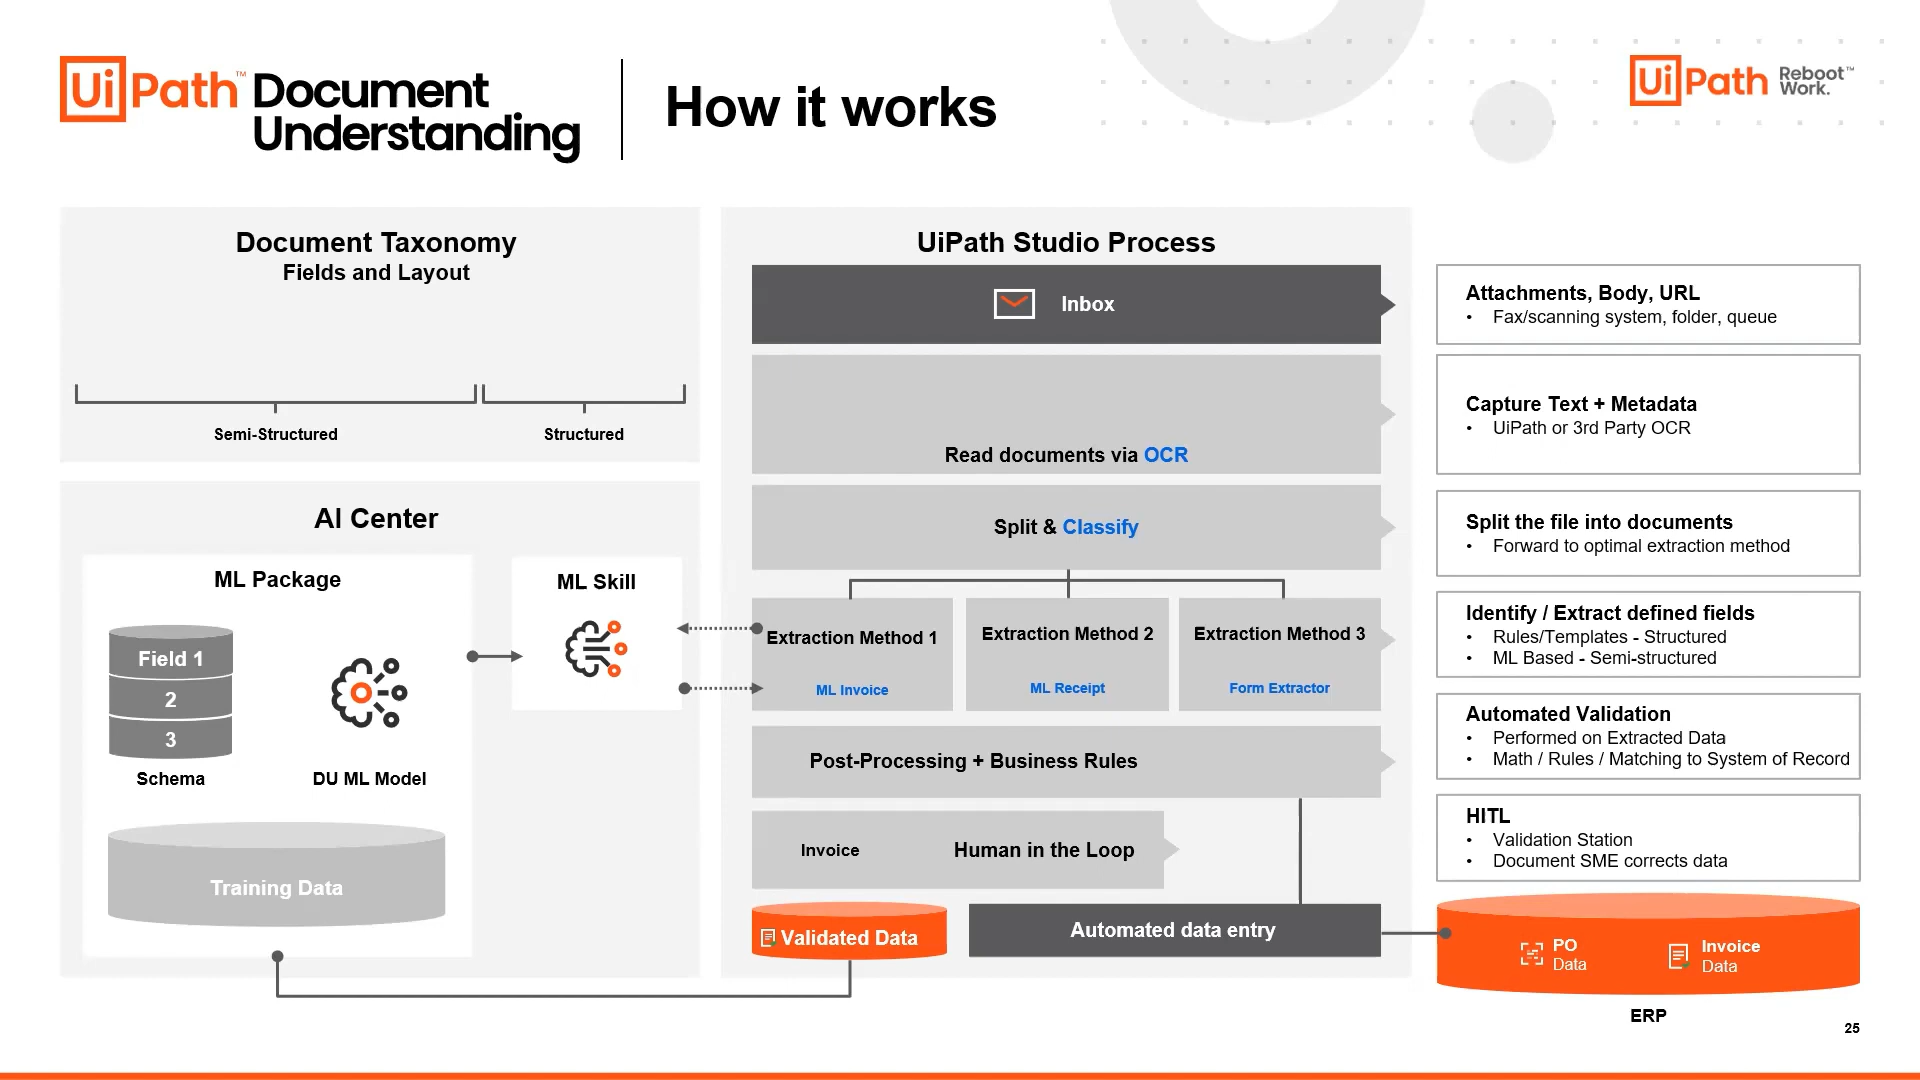 UiPath™ Document
Understanding
How it works
UiPath Reboot™
Work.
Document Taxonomy
Fields and Layout
Semi-Structured
Structured
AI Center
ML Package
Field 1
2
3
Schema
DU ML Model
Training Data
ML Skill
UiPath Studio Process
Inbox
Read documents via OCR
Split & Classify
Extraction Method 1
ML Invoice
Extraction Method 2
ML Receipt
Extraction Method 3
Form Extractor
Post-Processing + Business Rules
Invoice
Human in the Loop
Validated Data
Automated data entry
Attachments, Body, URL
• Fax/scanning system, folder, queue
Capture Text + Metadata
• UiPath or 3rd Party OCR
Split the file into documents
• Forward to optimal extraction method
Identify / Extract defined fields
• Rules/Templates - Structured
• ML Based - Semi-structured
Automated Validation
• Performed on Extracted Data
• Math / Rules / Matching to System of Record
HITL
• Validation Station
• Document SME corrects data
PO
Data
Invoice
Data
ERP
25